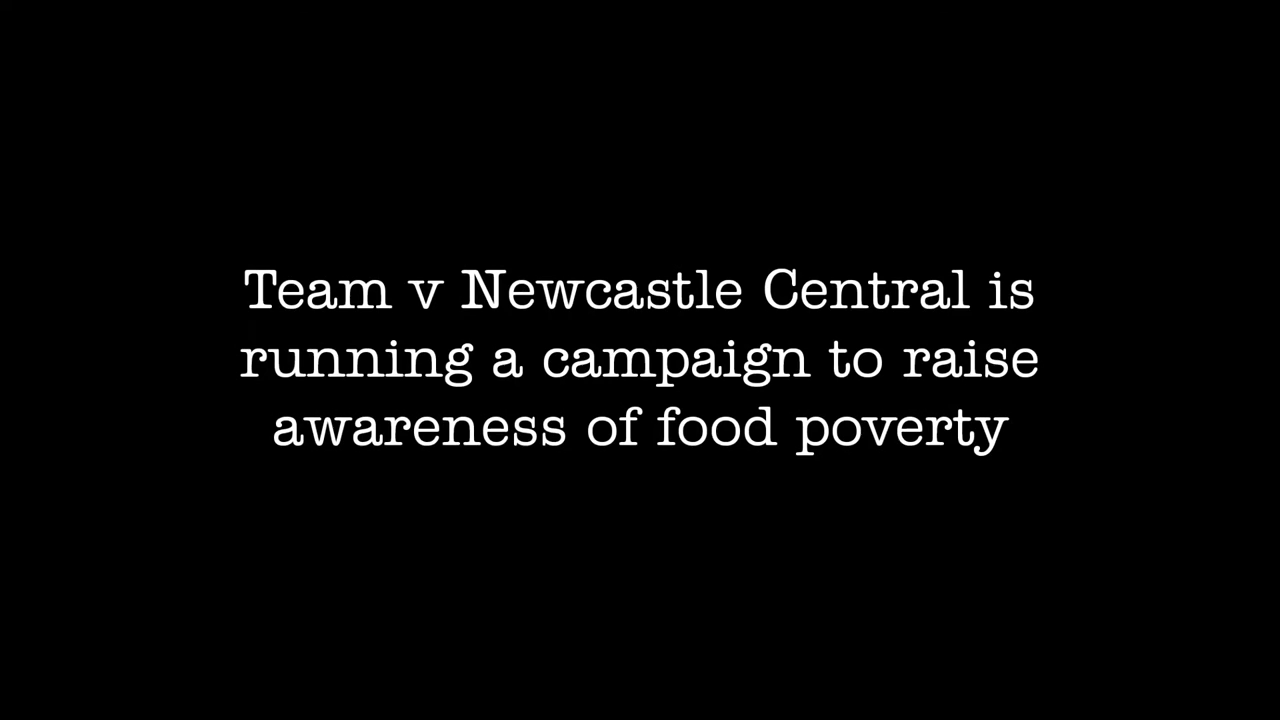 Team v Newcastle Central is
running a campaign to raise
awareness of food poverty